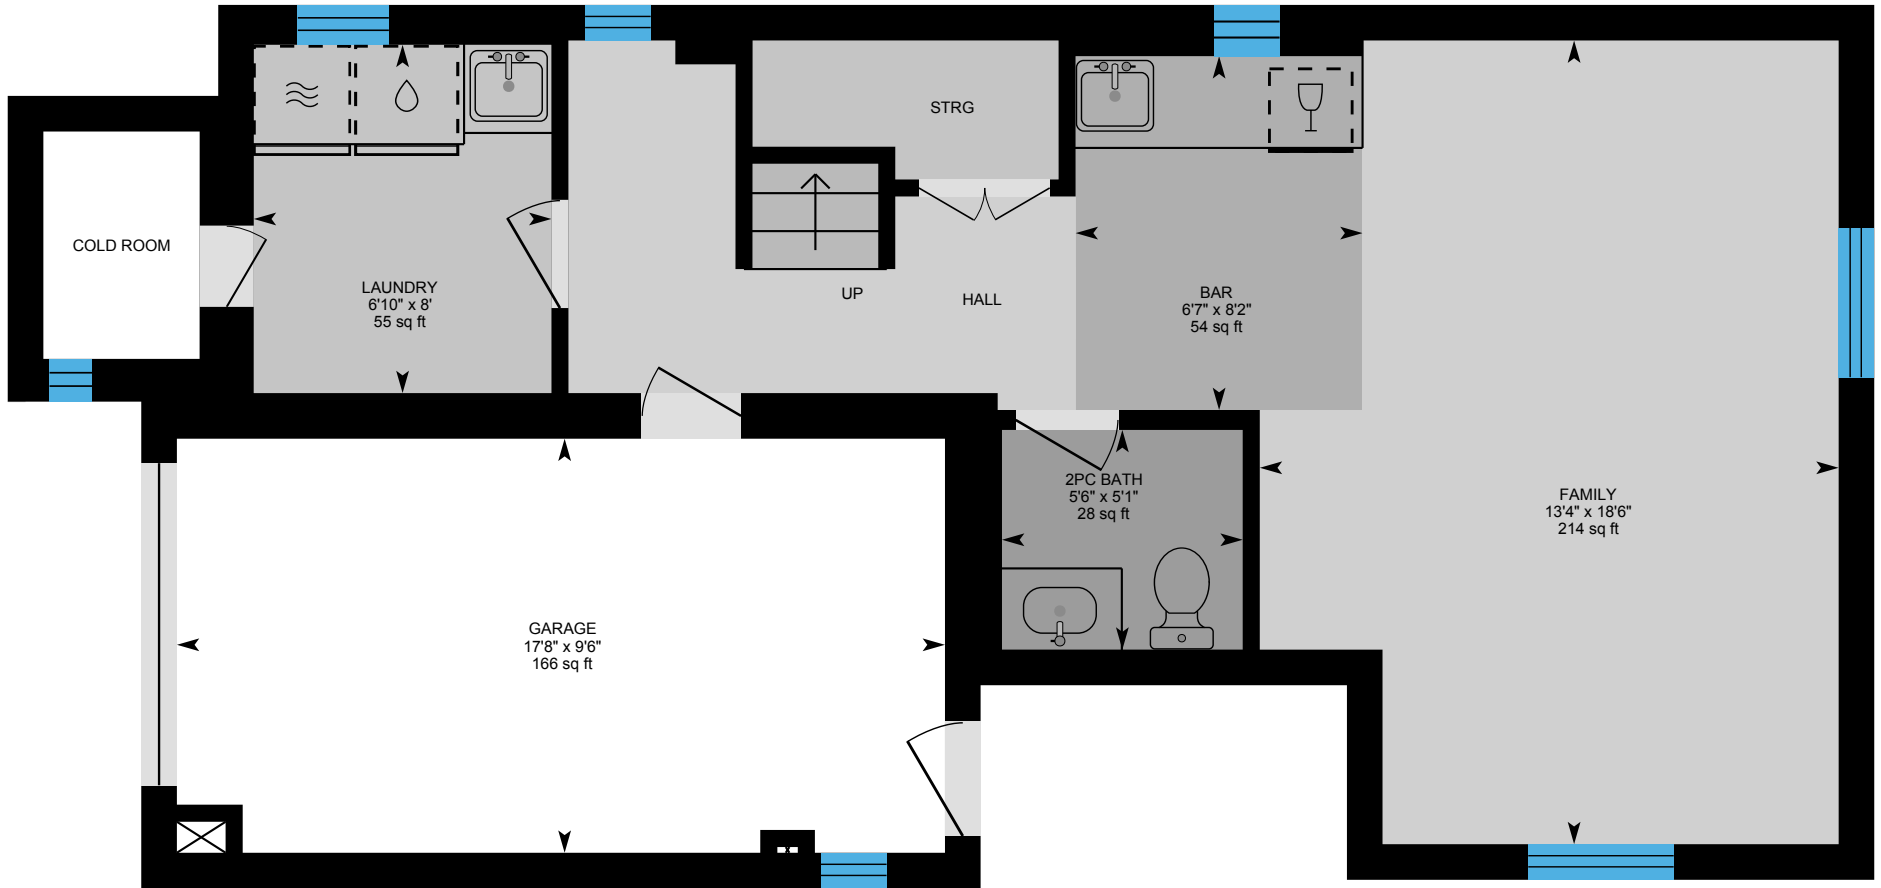 STRG
COLD ROOM
LAUNDRY
6'10" x 8'
55 sq ft
UP
HALL
BAR
6'7" x 8'2"
54 sq ft
2PC BATH
5'6" x 5'1"
28 sq ft
FAMILY
13'4" x 18'6"
214 sq ft
GARAGE
17'8" x 9'6"
166 sq ft